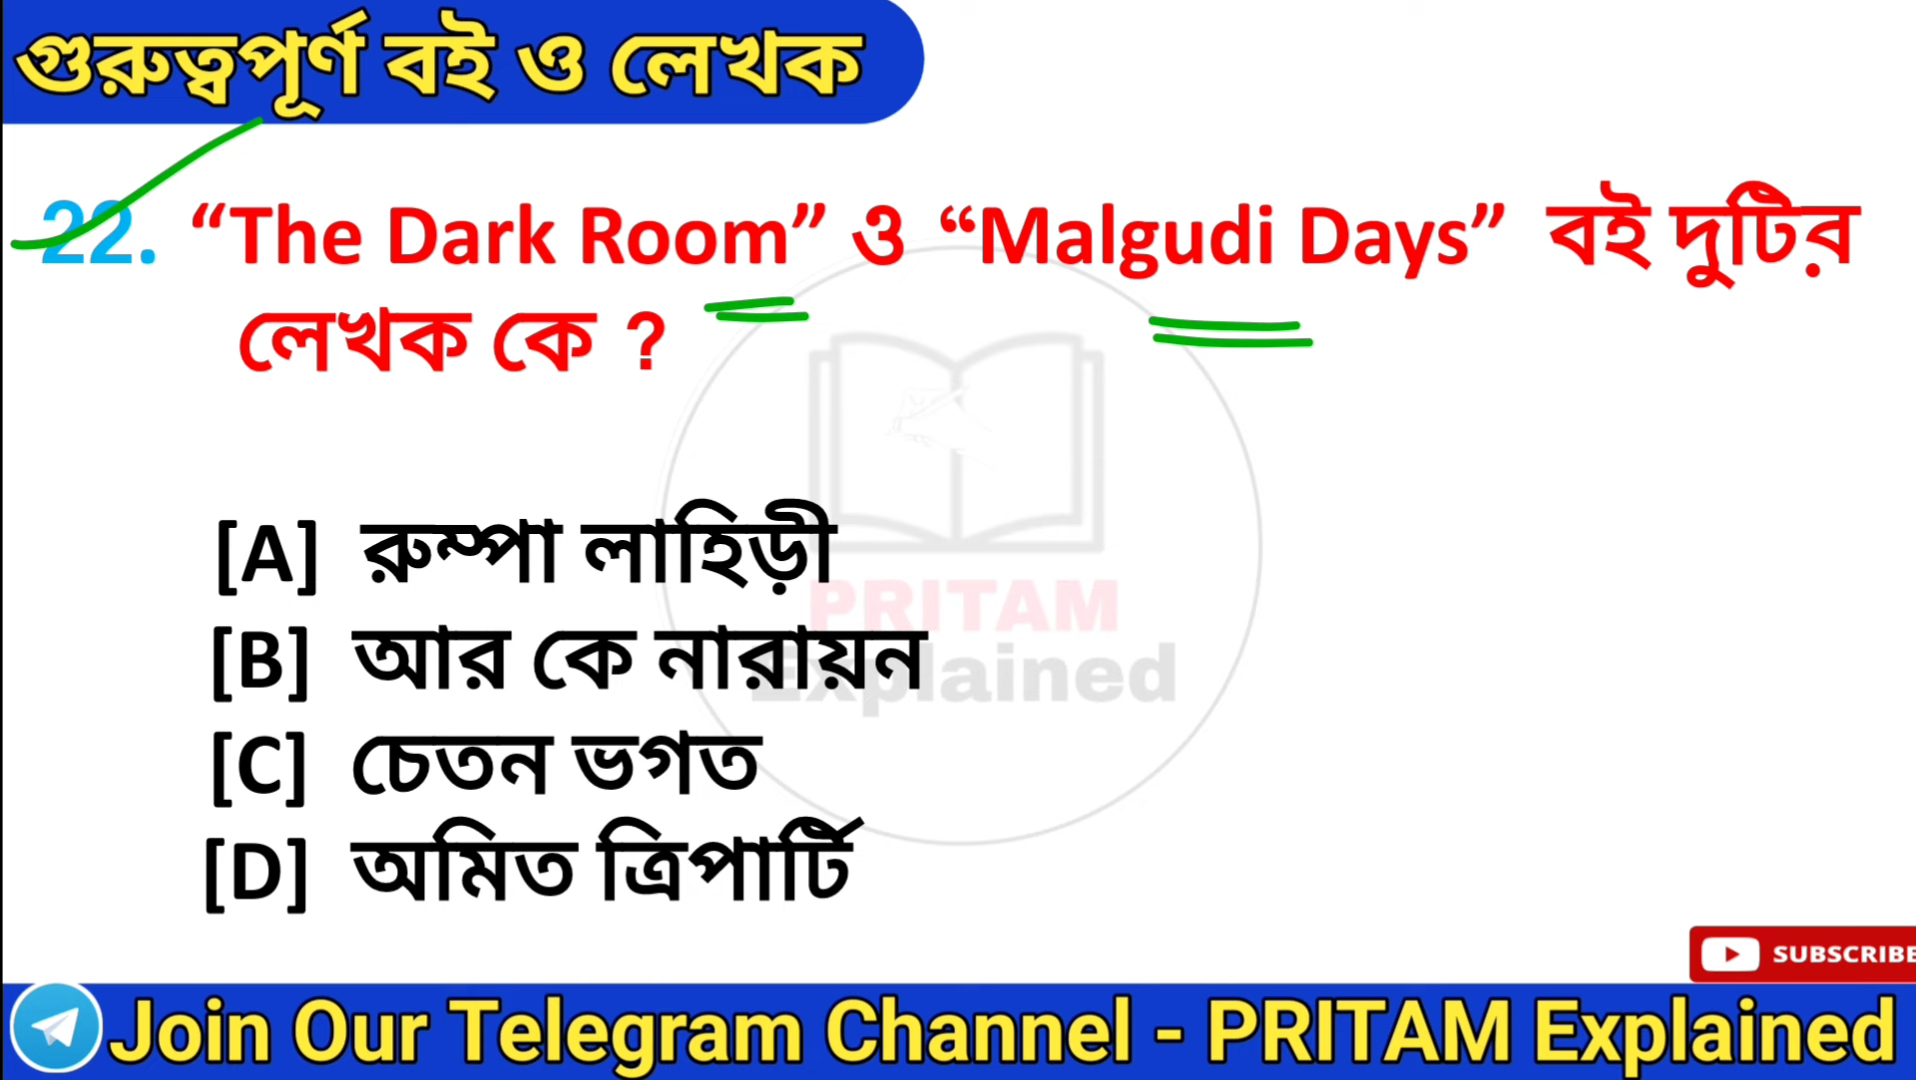 গুরুত্বপূর্ণ বই ও লেখক
22. “The Dark Room” ও “Malgudi Days” বই দুটির
লেখক কে ?
[A] রুম্পা লাহিড়ী
[B] আর কে নারায়ন
[C] চেতন ভগত
[D] অমিত ত্রিপার্টি
PRITAM
Explained
SUBSCRIBE
Join Our Telegram Channel - PRITAM Explained